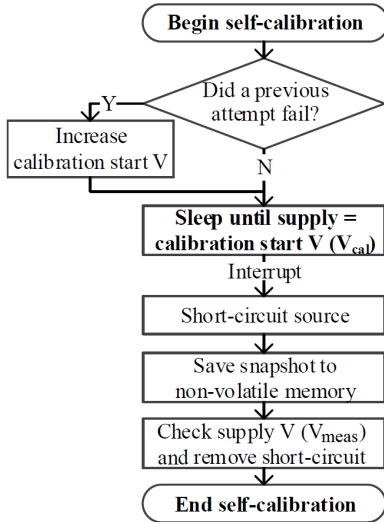 Begin self-calibration
Did a previous
attempt fail?
Y
Increase
calibration start V
N
Sleep until supply =
calibration start V (Vcal)
Interrupt
Short-circuit source
Save snapshot to
non-volatile memory
Check supply V (Vmeas)
and remove short-circuit
End self-calibration